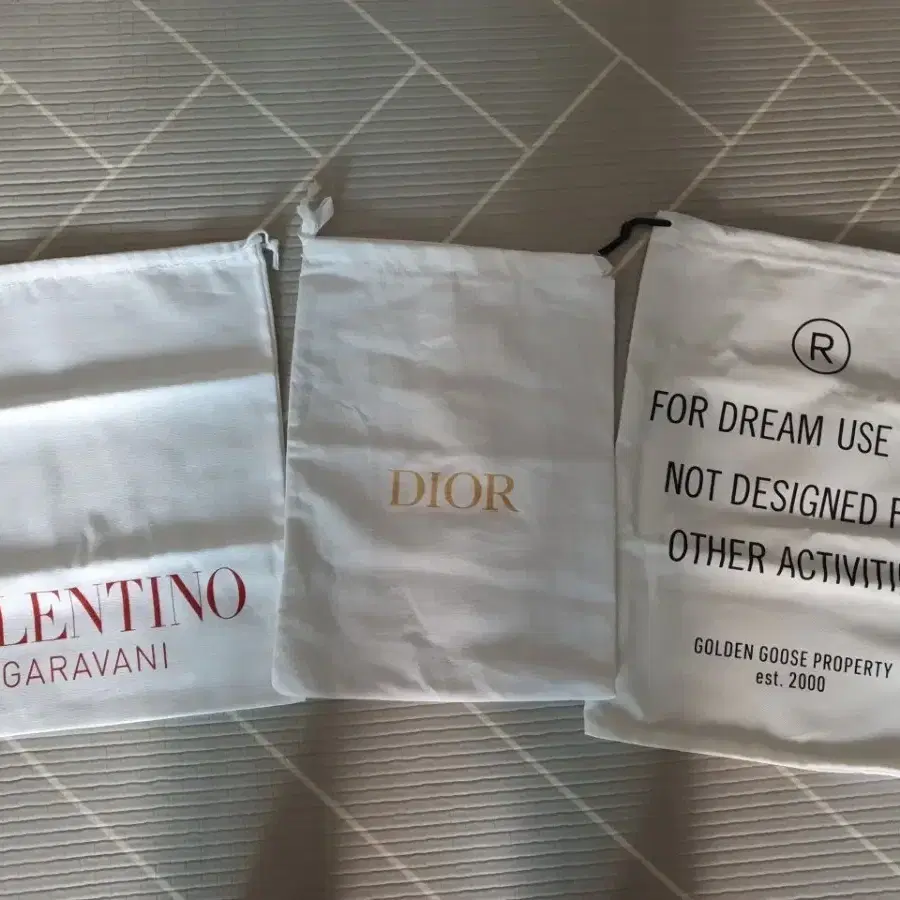 LENTINO
GARAVANI
DIOR
R
FOR DREAM USE
NOT DESIGNED F
OTHER ACTIVITI
GOLDEN GOOSE PROPERTY
est. 2000